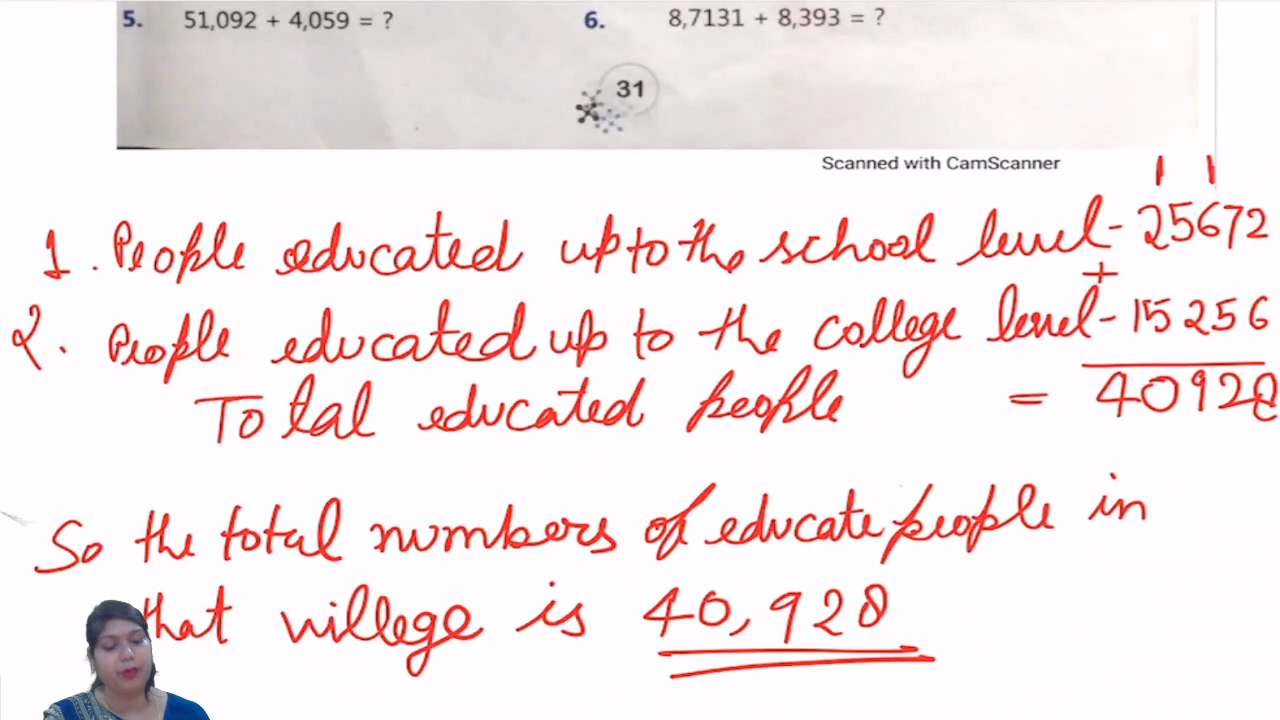 5. 51,092 + 4,059 = ? 6. 8,7131 + 8,393 = ?
31
Scanned with CamScanner
1 1
1. People educated up to the school level - 25672
+
2. People educated up to the college level - 15256
Total educated people = 40928
So the total numbers of educate people in
that villege is 40,928